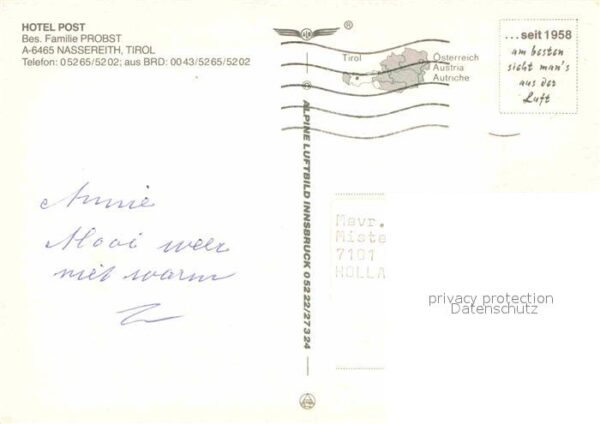 HOTEL POST
Bes. Familie PROBST
A-6465 NASSEREITH, TIROL
Telefon: 05265/5202; aus BRD: 0043/5265/5202
®
Tirol
Österreich
Austria
Autriche
...seit 1958
am besten
sieht man's
aus der
Luft
© ALPINE LUFTBILD INNSBRUCK 05222/27324
Annie
Mooi weer
niet warm
Mevr.
Miste
7101
HOLLA
privacy protection
Datenschutz